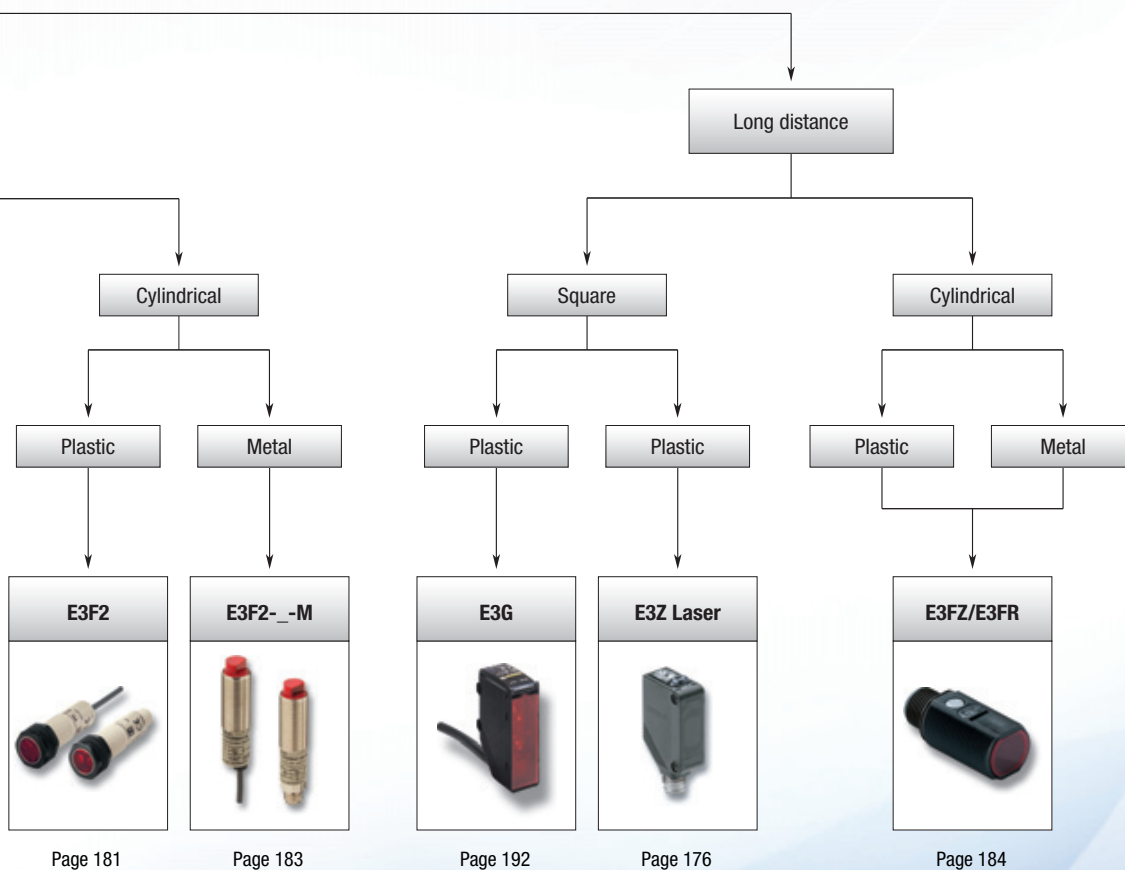 Long distance
Cylindrical
Square
Cylindrical
Plastic
Metal
Plastic
Plastic
Plastic
Metal
E3F2
E3F2-_-M
E3G
E3Z Laser
E3FZ/E3FR
Page 181
Page 183
Page 192
Page 176
Page 184